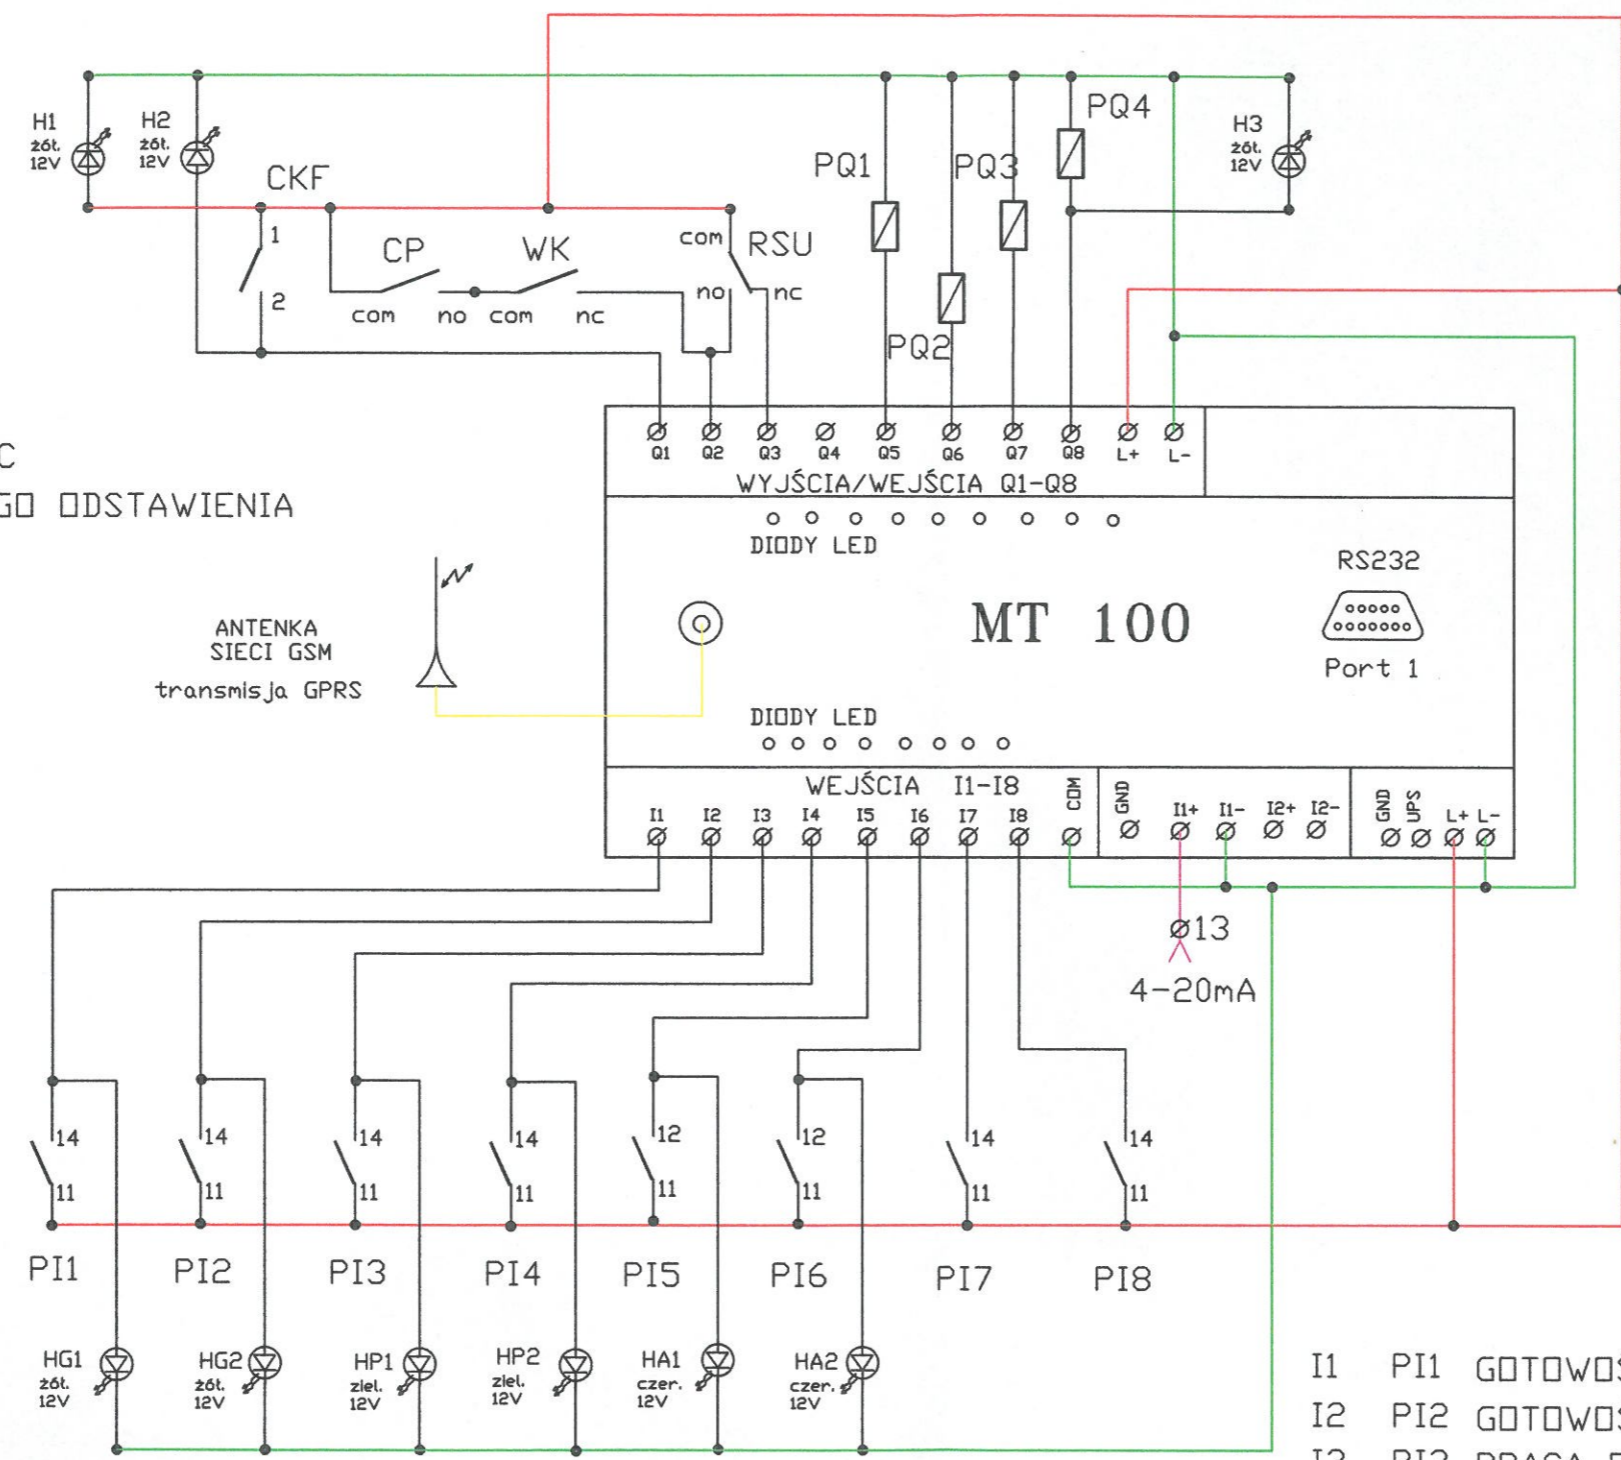 H1
żół.
12V
H2
żół.
12V
CKF
1
2
CP
WK
com
no
com
nc
com
RSU
no
nc
PQ1
PQ2
PQ3
PQ4
H3
żół.
12V
C
GO ODSTAWIENIA
Q1 Q2 Q3 Q4 Q5 Q6 Q7 Q8 L+ L-
WYJŚCIA/WEJŚCIA Q1-Q8
DIODY LED
RS232
MT 100
Port 1
ANTENKA
SIECI GSM
transmisja GPRS
DIODY LED
WEJŚCIA I1-I8
I1 I2 I3 I4 I5 I6 I7 I8 COM GND I1+ I1- I2+ I2- GND UPS L+ L-
13
4-20mA
14 14 14 14 12 12 14 14
11 11 11 11 11 11 11 11
PI1 PI2 PI3 PI4 PI5 PI6 PI7 PI8
HG1
żół.
12V
HG2
żół.
12V
HP1
ziel.
12V
HP2
ziel.
12V
HA1
czer.
12V
HA2
czer.
12V
I1 PI1
I2 PI2